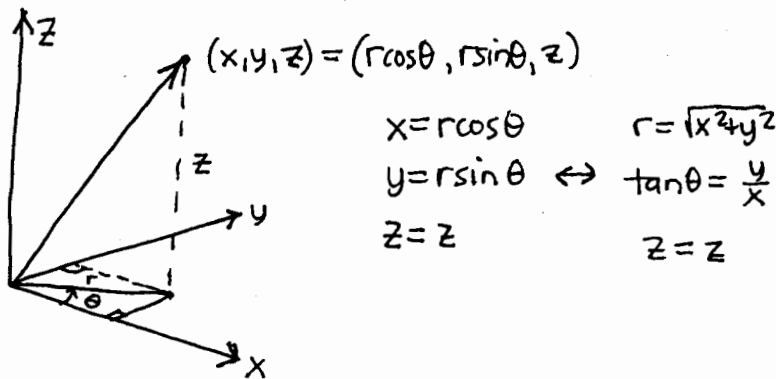 z
(x,y,z) = (rcosθ, rsinθ, z)
x=rcosθ r=√x²+y²
z
y=rsinθ ↔ tanθ= y/x
y
z=z z=z
r
θ
x